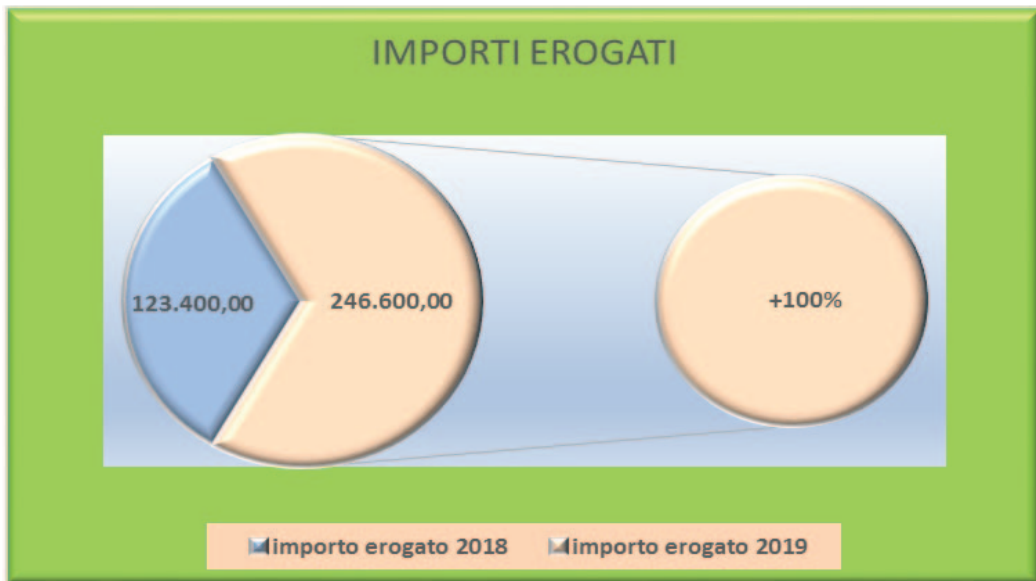 IMPORTI EROGATI
123.400,00
246.600,00
+100%
importo erogato 2018
importo erogato 2019